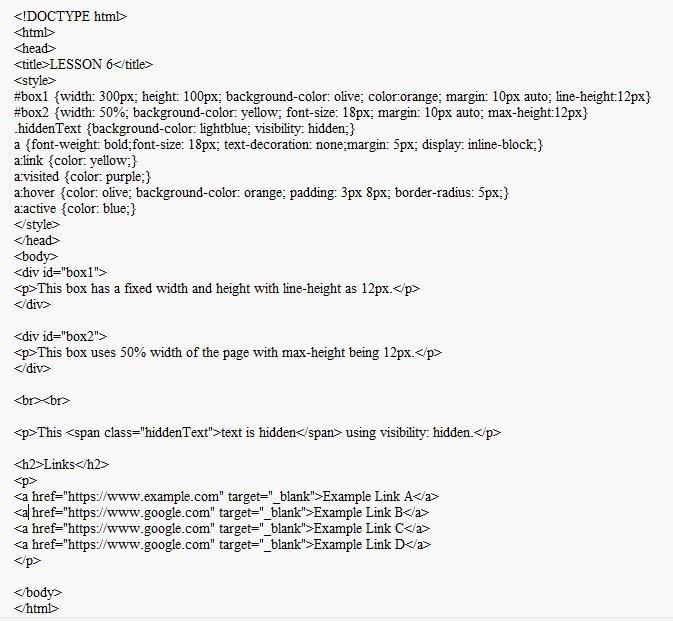 <!DOCTYPE html>
<html>
<head>
<title>LESSON 6</title>
<style>
#box1 {width: 300px; height: 100px; background-color: olive; color:orange; margin: 10px auto; line-height:12px}
#box2 {width: 50%; background-color: yellow; font-size: 18px; margin: 10px auto; max-height:12px}
.hiddenText {background-color: lightblue; visibility: hidden;}
a {font-weight: bold;font-size: 18px; text-decoration: none;margin: 5px; display: inline-block;}
a:link {color: yellow;}
a:visited {color: purple;}
a:hover {color: olive; background-color: orange; padding: 3px 8px; border-radius: 5px;}
a:active {color: blue;}
</style>
</head>
<body>
<div id="box1">
<p>This box has a fixed width and height with line-height as 12px.</p>
</div>

<div id="box2">
<p>This box uses 50% width of the page with max-height being 12px.</p>
</div>

<br><br>

<p>This <span class="hiddenText">text is hidden</span> using visibility: hidden.</p>

<h2>Links</h2>
<p>
<a href="https://www.example.com" target="_blank">Example Link A</a>
<a href="https://www.google.com" target="_blank">Example Link B</a>
<a href="https://www.google.com" target="_blank">Example Link C</a>
<a href="https://www.google.com" target="_blank">Example Link D</a>
</p>

</body>
</html>